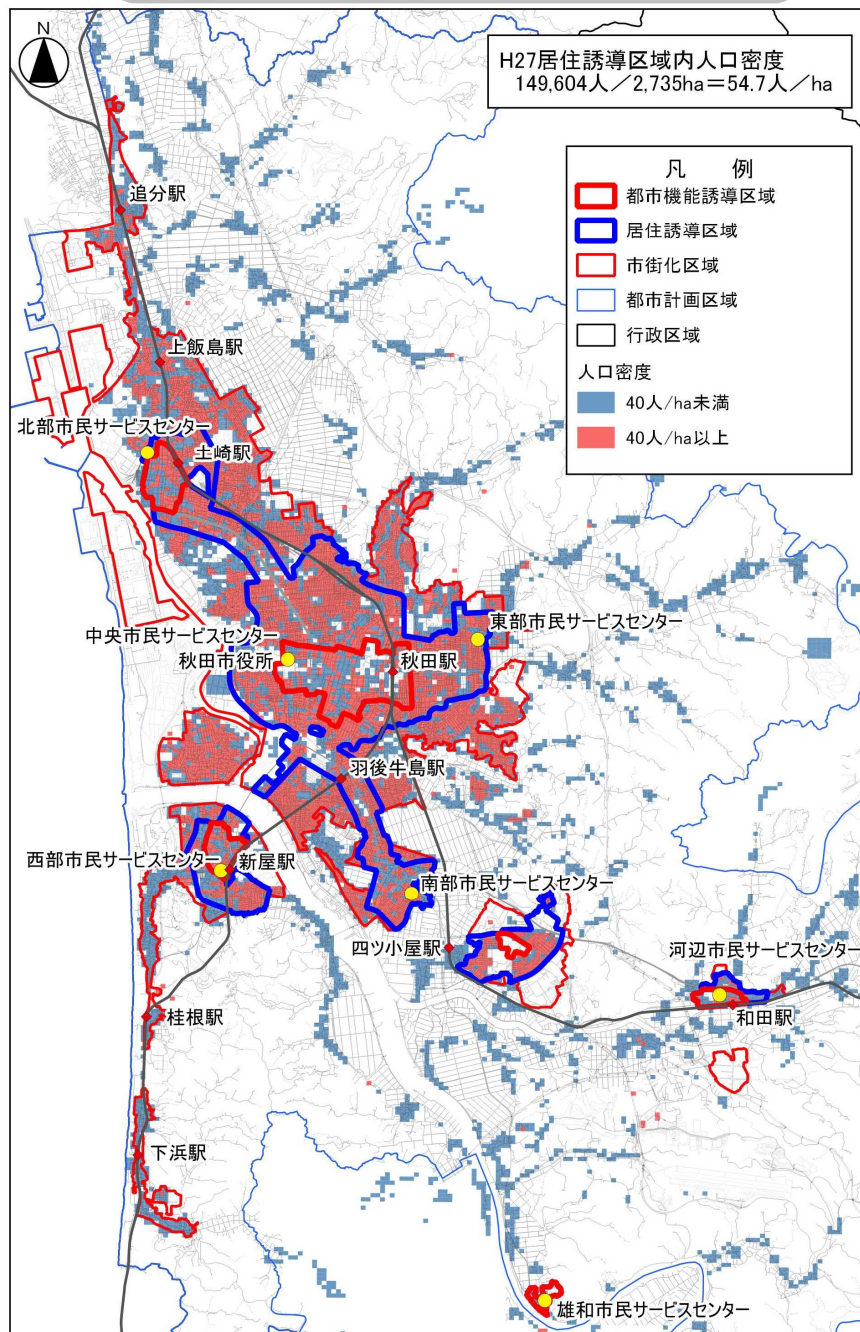 N
H27居住誘導区域内人口密度
149,604人／2,735ha＝54.7人／ha
凡　例
都市機能誘導区域
居住誘導区域
市街化区域
都市計画区域
行政区域
人口密度
40人/ha未満
40人/ha以上
追分駅
上飯島駅
北部市民サービスセンター
土崎駅
東部市民サービスセンター
中央市民サービスセンター
秋田市役所
秋田駅
羽後牛島駅
西部市民サービスセンター
新屋駅
南部市民サービスセンター
四ツ小屋駅
河辺市民サービスセンター
和田駅
桂根駅
下浜駅
雄和市民サービスセンター